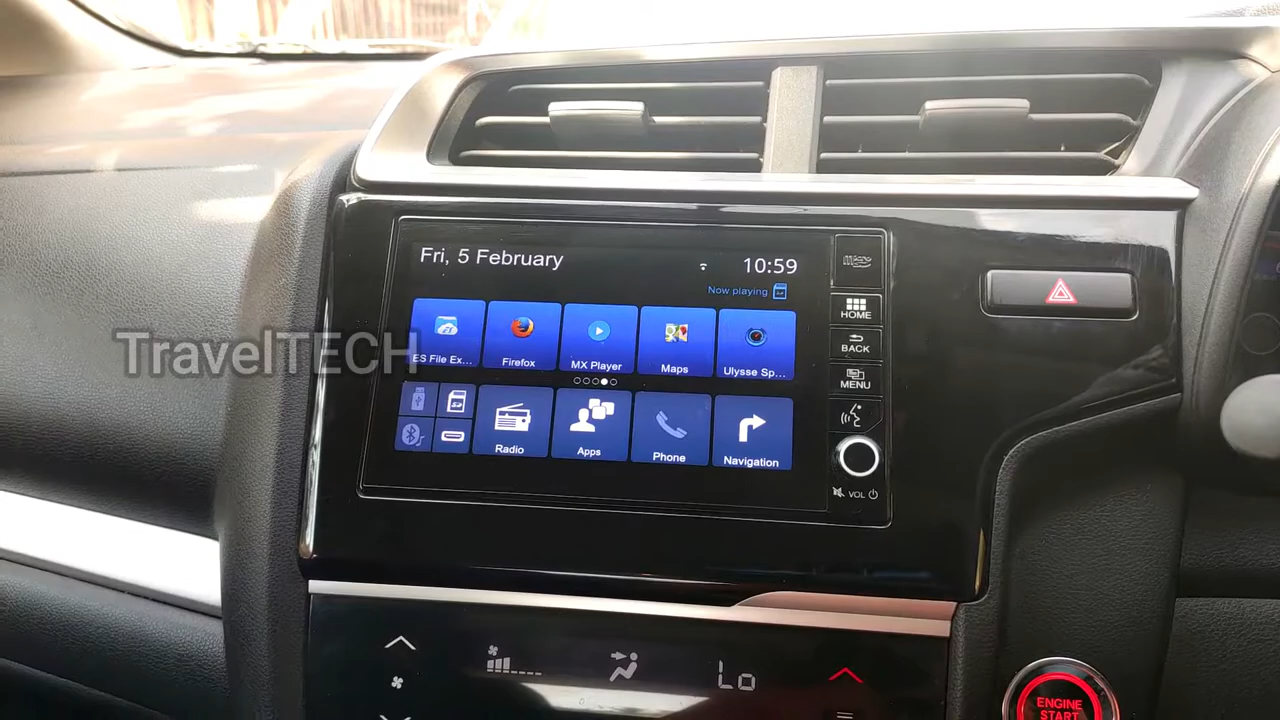 Fri, 5 February
10:59
Now playing
ES File Ex...
Firefox
MX Player
Maps
Ulysse Sp...
Radio
Apps
Phone
Navigation
micro
HOME
BACK
MENU
VOL
TravelTECH
Lo
ENGINE
START